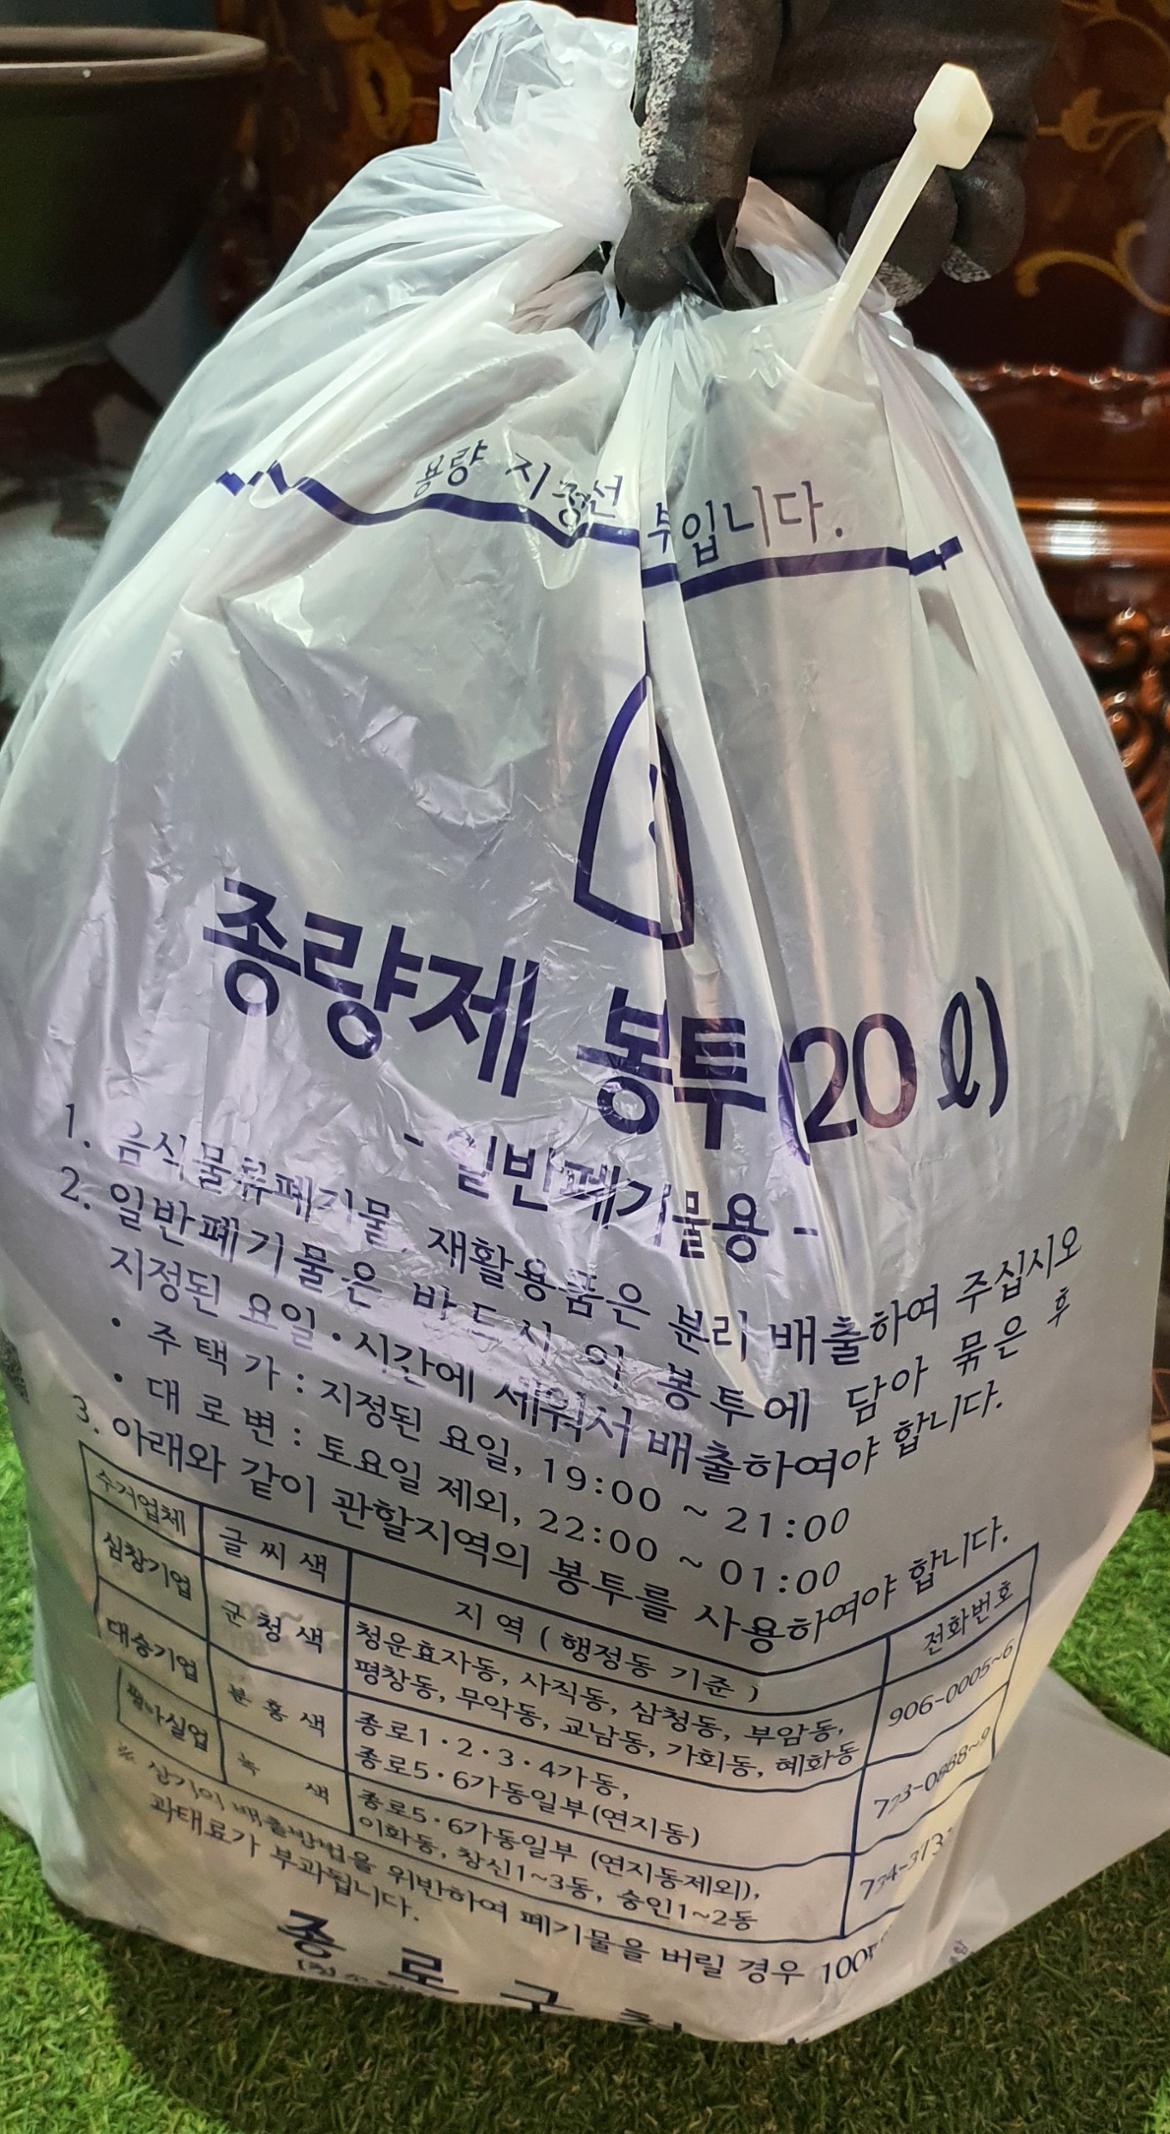 용량 지정선 부입니다.
종량제 봉투(20ℓ)
- 일반폐기물용 -
1. 음식물류폐기물, 재활용품은 분리 배출하여 주십시오
2. 일반폐기물은 반드시 이 봉투에 담아 묶은 후
지정된 요일·시간에 세워서 배출하여야 합니다.
• 주택가 : 지정된 요일, 19:00 ~ 21:00
• 대로변 : 토요일 제외, 22:00 ~ 01:00
3. 아래와 같이 관할지역의 봉투를 사용하여야 합니다.
수거업체 글씨색 지역 ( 행정동 기준 ) 전화번호
삼창기업 군청색 청운효자동, 사직동, 삼청동, 부암동, 906-0005~6
평창동, 무악동, 교남동, 가회동, 혜화동
대승기업 분홍색 종로1·2·3·4가동,
종로5·6가동일부(연지동)
녹색 종로5·6가동일부 (연지동제외),
이화동, 창신1~3동, 숭인1~2동
※ 상기의 배출방법을 위반하여 폐기물을 버릴 경우
과태료가 부과됩니다.
종로구청